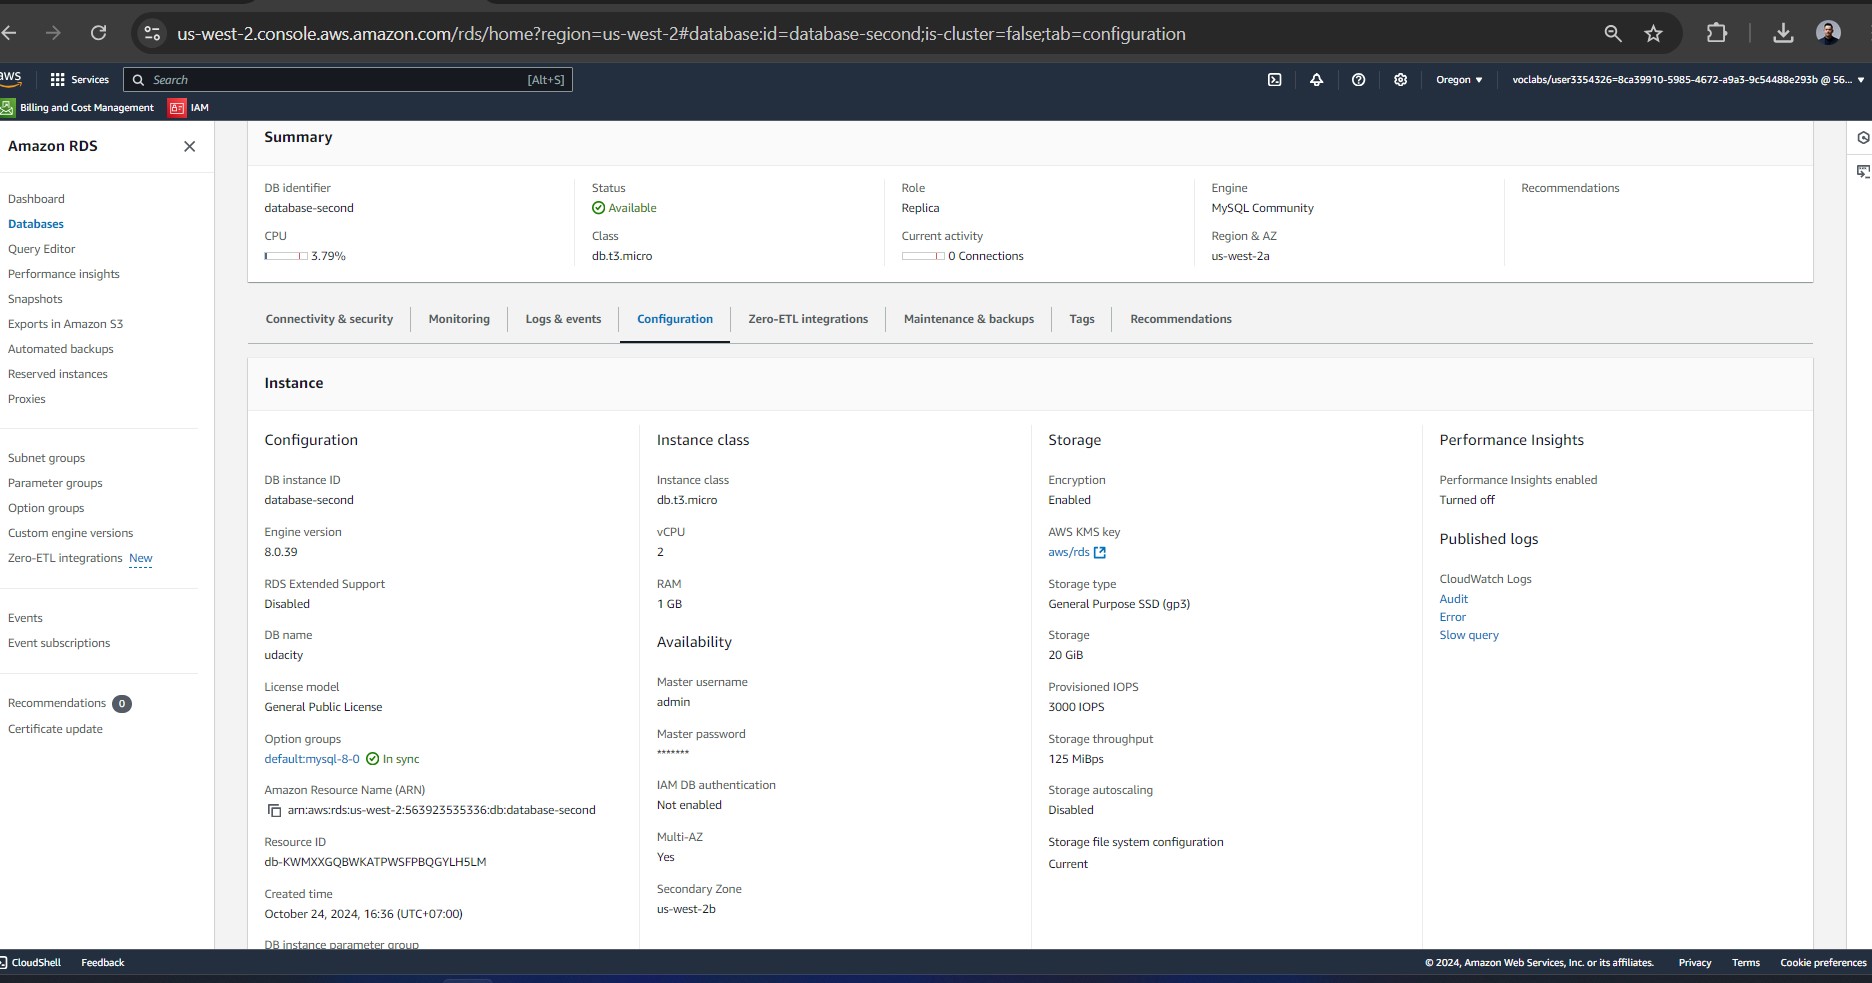 us-west-2.console.aws.amazon.com/rds/home?region=us-west-2#database:id=database-second;is-cluster=false;tab=configuration
aws
Services
Search
[Alt+S]
Oregon
voclabs/user3354326=8ca39910-5985-4672-a9a3-9c54488e293b @ 56...
Billing and Cost Management
IAM
Amazon RDS
Dashboard
Databases
Query Editor
Performance insights
Snapshots
Exports in Amazon S3
Automated backups
Reserved instances
Proxies
Subnet groups
Parameter groups
Option groups
Custom engine versions
Zero-ETL integrations New
Events
Event subscriptions
Recommendations 0
Certificate update
Summary
DB identifier
database-second
CPU
3.79%
Status
Available
Class
db.t3.micro
Role
Replica
Current activity
0 Connections
Engine
MySQL Community
Region & AZ
us-west-2a
Recommendations
Connectivity & security
Monitoring
Logs & events
Configuration
Zero-ETL integrations
Maintenance & backups
Tags
Recommendations
Instance
Configuration
DB instance ID
database-second
Engine version
8.0.39
RDS Extended Support
Disabled
DB name
udacity
License model
General Public License
Option groups
default:mysql-8-0 In sync
Amazon Resource Name (ARN)
arn:aws:rds:us-west-2:563923535336:db:database-second
Resource ID
db-KWMXXGQBWKATPWSFPBQGYLH5LM
Created time
October 24, 2024, 16:36 (UTC+07:00)
DB instance parameter group
Instance class
Instance class
db.t3.micro
vCPU
2
RAM
1 GB
Availability
Master username
admin
Master password
*******
IAM DB authentication
Not enabled
Multi-AZ
Yes
Secondary Zone
us-west-2b
Storage
Encryption
Enabled
AWS KMS key
aws/rds
Storage type
General Purpose SSD (gp3)
Storage
20 GiB
Provisioned IOPS
3000 IOPS
Storage throughput
125 MiBps
Storage autoscaling
Disabled
Storage file system configuration
Current
Performance Insights
Performance Insights enabled
Turned off
Published logs
CloudWatch Logs
Audit
Error
Slow query
CloudShell
Feedback
© 2024, Amazon Web Services, Inc. or its affiliates.
Privacy
Terms
Cookie preferences